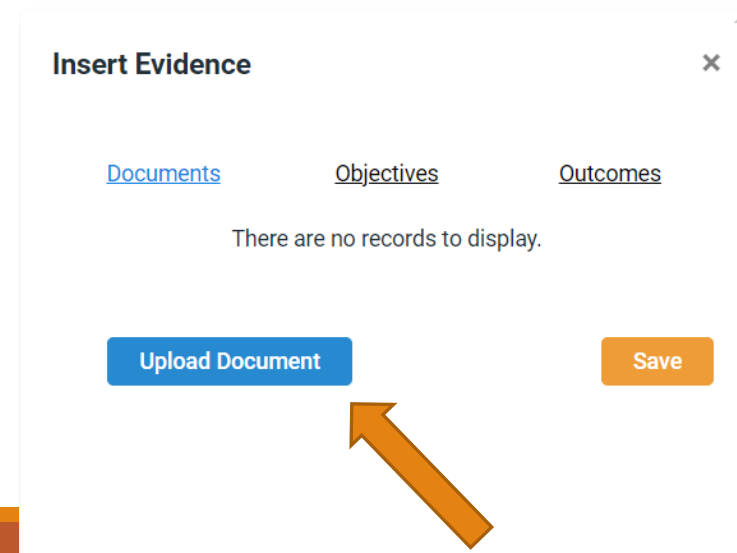 Insert Evidence ×
Documents Objectives Outcomes
There are no records to display.
Upload Document Save